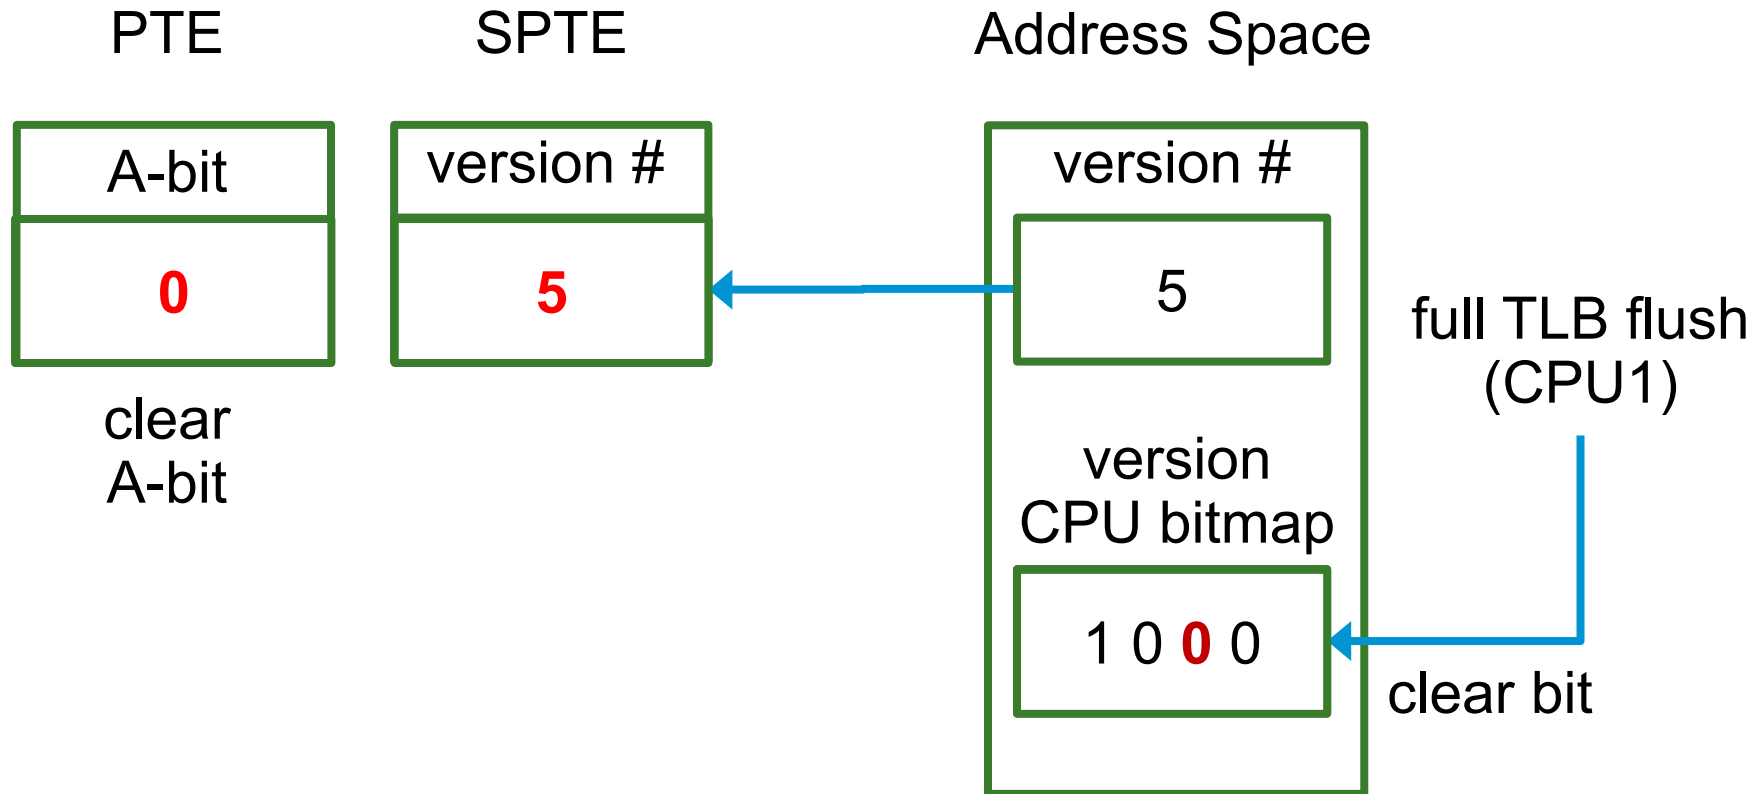 PTE
SPTE
Address Space
A-bit
version #
version #
0
5
5
full TLB flush
(CPU1)
clear
A-bit
version
CPU bitmap
1 0 0 0
clear bit